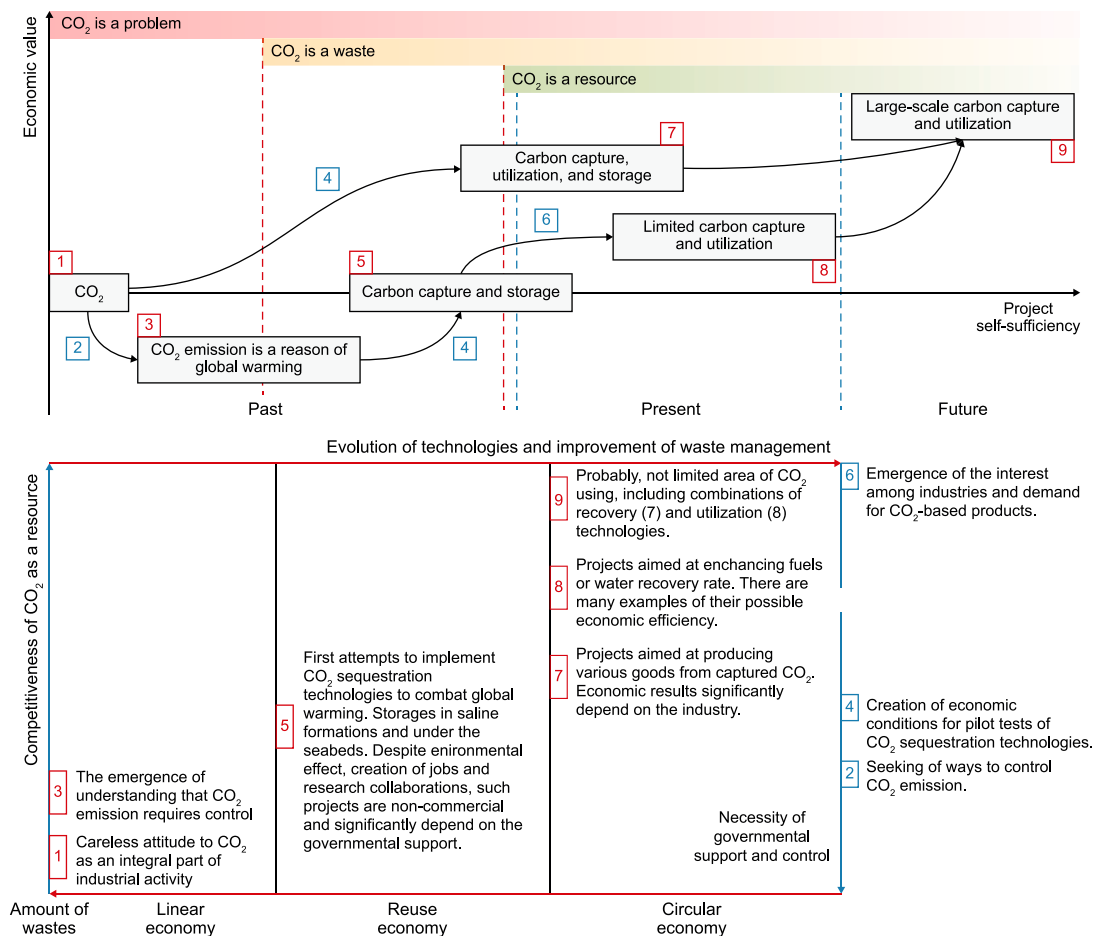 Economic value
CO₂ is a problem
CO₂ is a waste
CO₂ is a resource
Large-scale carbon capture
and utilization
9
7
Carbon capture,
utilization, and storage
4
6
Limited carbon capture
and utilization
8
1
CO₂
5
Carbon capture and storage
Project
self-sufficiency
2
3
CO₂ emission is a reason of
global warming
4
Past
Present
Future
Evolution of technologies and improvement of waste management
Competitiveness of CO₂ as a resource
9
Probably, not limited area of CO₂
using, including combinations of
recovery (7) and utilization (8)
technologies.
6
Emergence of the interest
among industries and demand
for CO₂-based products.
8
Projects aimed at enchancing fuels
or water recovery rate. There are
many examples of their possible
economic efficiency.
7
Projects aimed at producing
various goods from captured CO₂.
Economic results significantly
depend on the industry.
5
First attempts to implement
CO₂ sequestration
technologies to combat global
warming. Storages in saline
formations and under the
seabeds. Despite enironmental
effect, creation of jobs and
research collaborations, such
projects are non-commercial
and significantly depend on the
governmental support.
4
Creation of economic
conditions for pilot tests of
CO₂ sequestration technologies.
2
Seeking of ways to control
CO₂ emission.
3
The emergence of
understanding that CO₂
emission requires control
1
Careless attitude to CO₂
as an integral part of
industrial activity
Necessity of
governmental
support and control
Amount of
wastes
Linear
economy
Reuse
economy
Circular
economy